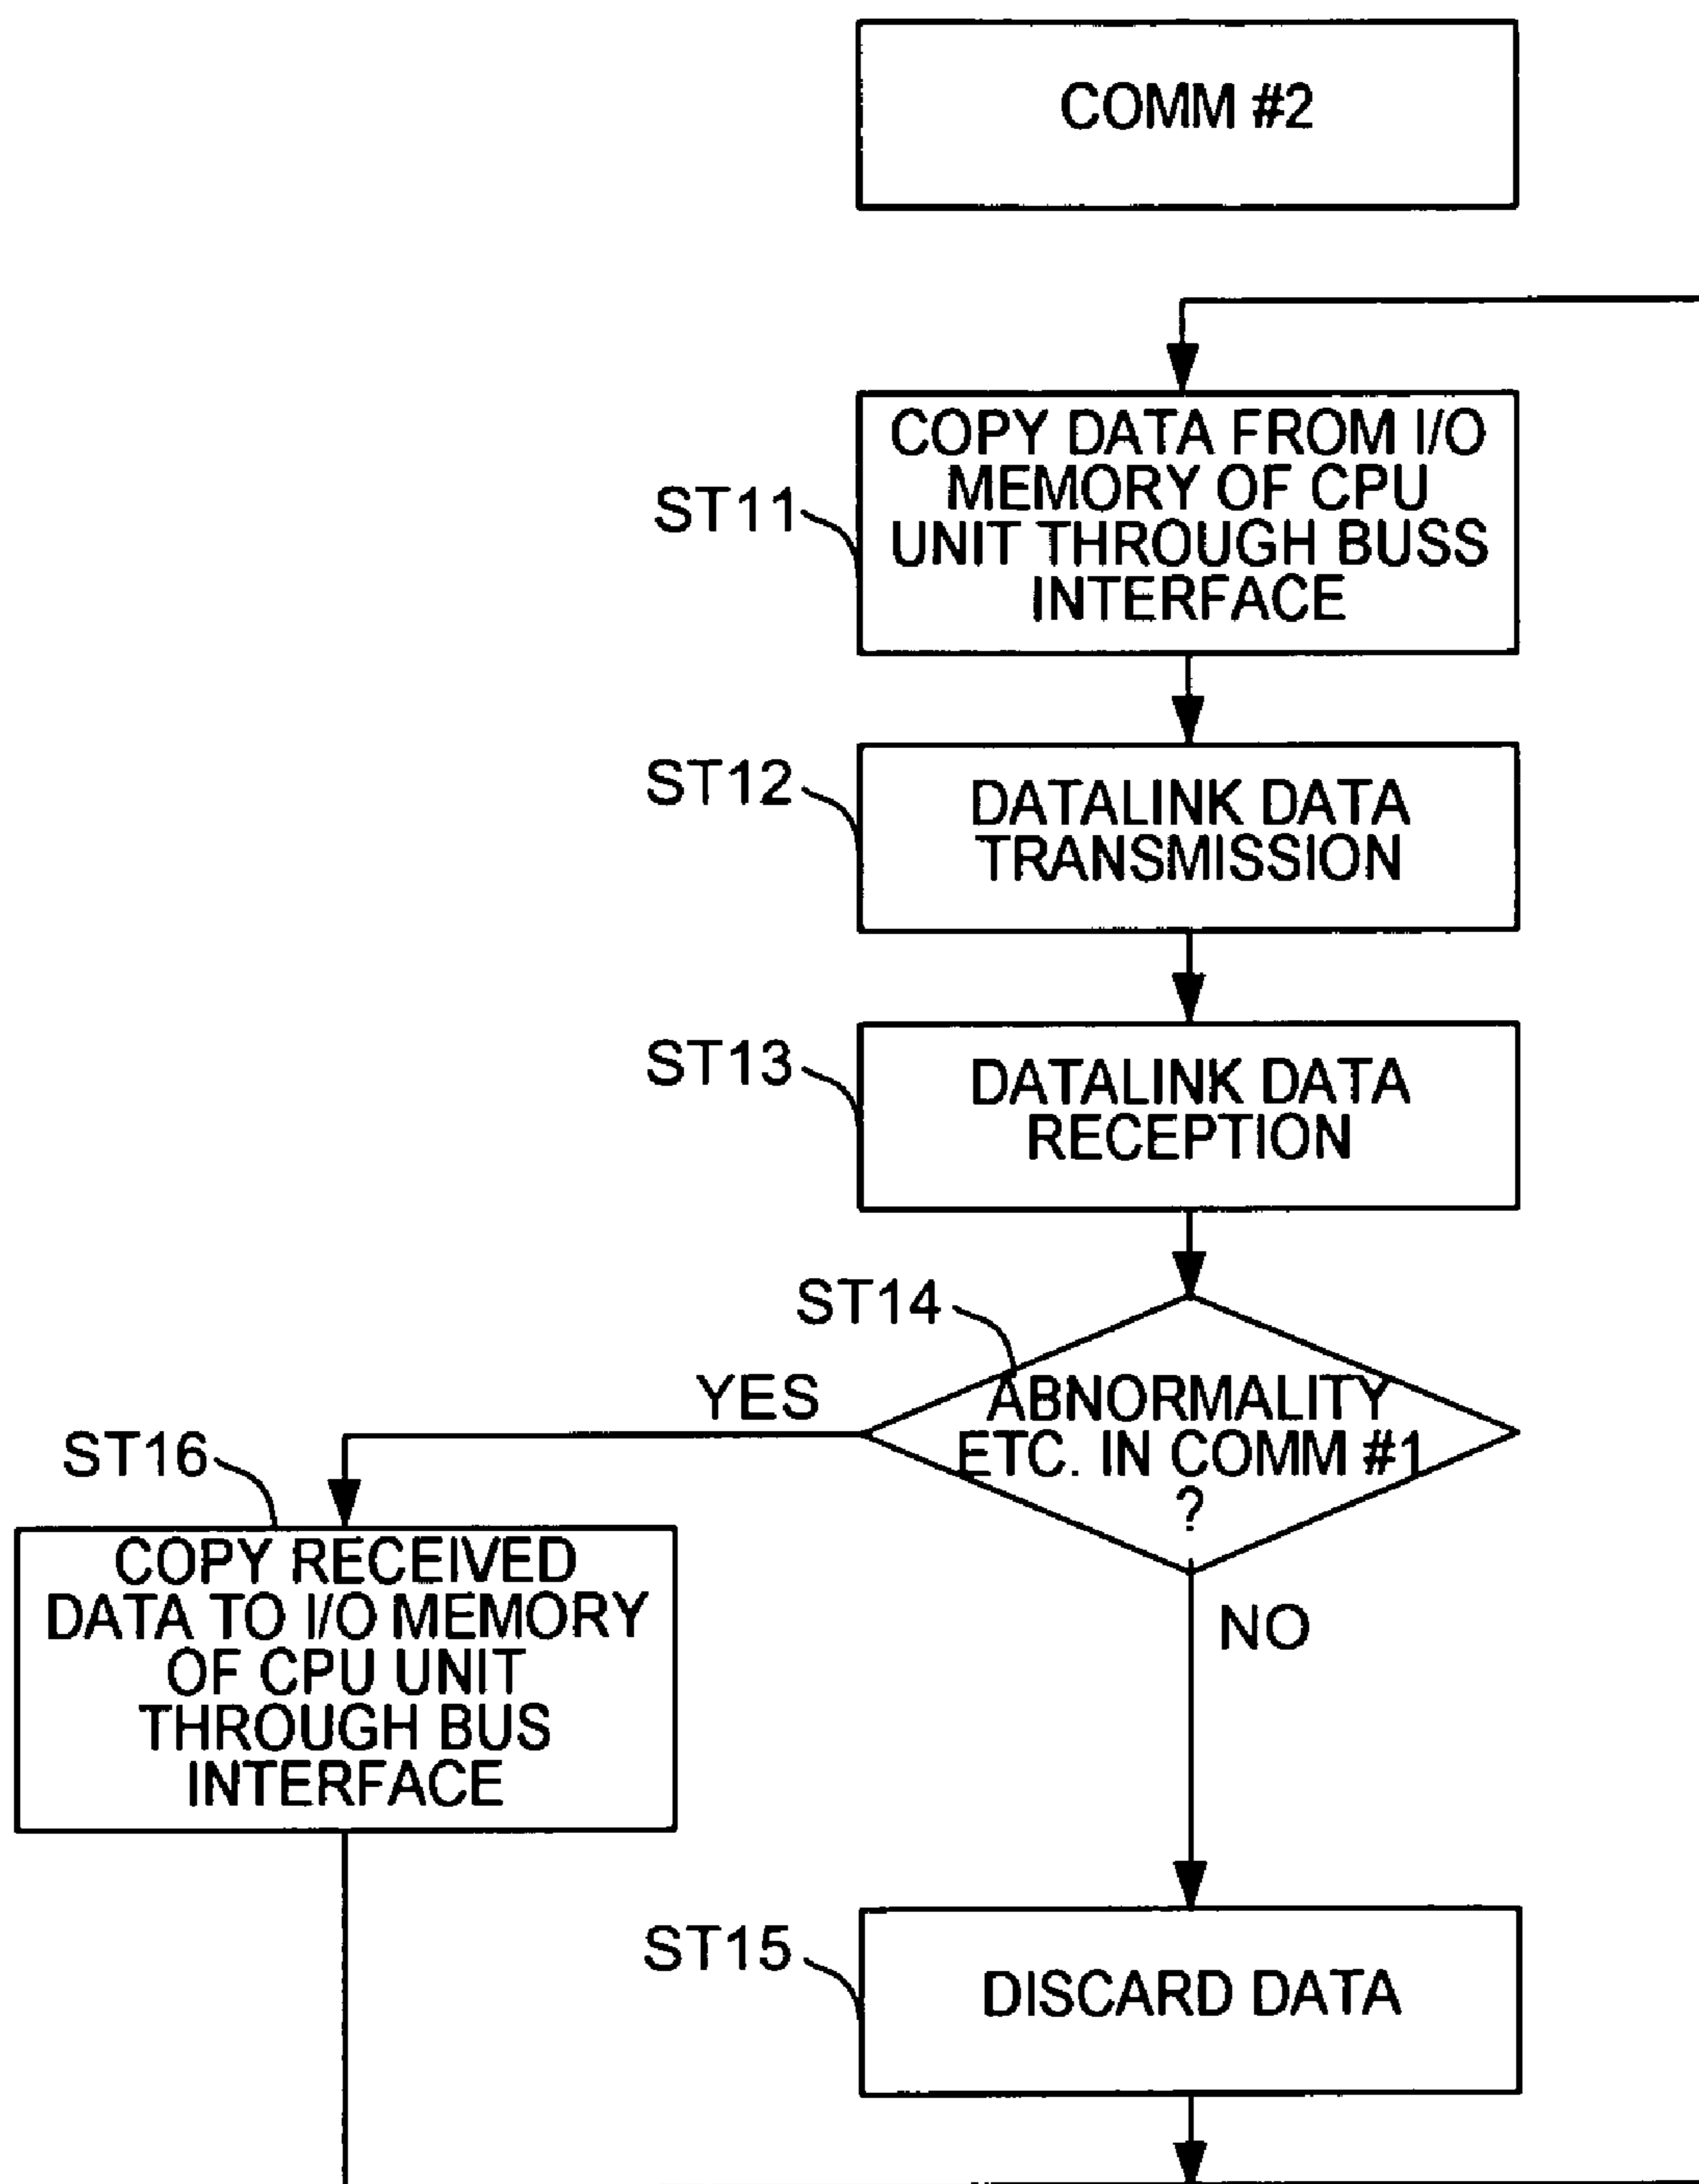 COMM #2
ST11
COPY DATA FROM I/O
MEMORY OF CPU
UNIT THROUGH BUSS
INTERFACE
ST12
DATALINK DATA
TRANSMISSION
ST13
DATALINK DATA
RECEPTION
ST14
ABNORMALITY
ETC. IN COMM #1
?
YES
ST16
COPY RECEIVED
DATA TO I/O MEMORY
OF CPU UNIT
THROUGH BUS
INTERFACE
NO
ST15
DISCARD DATA